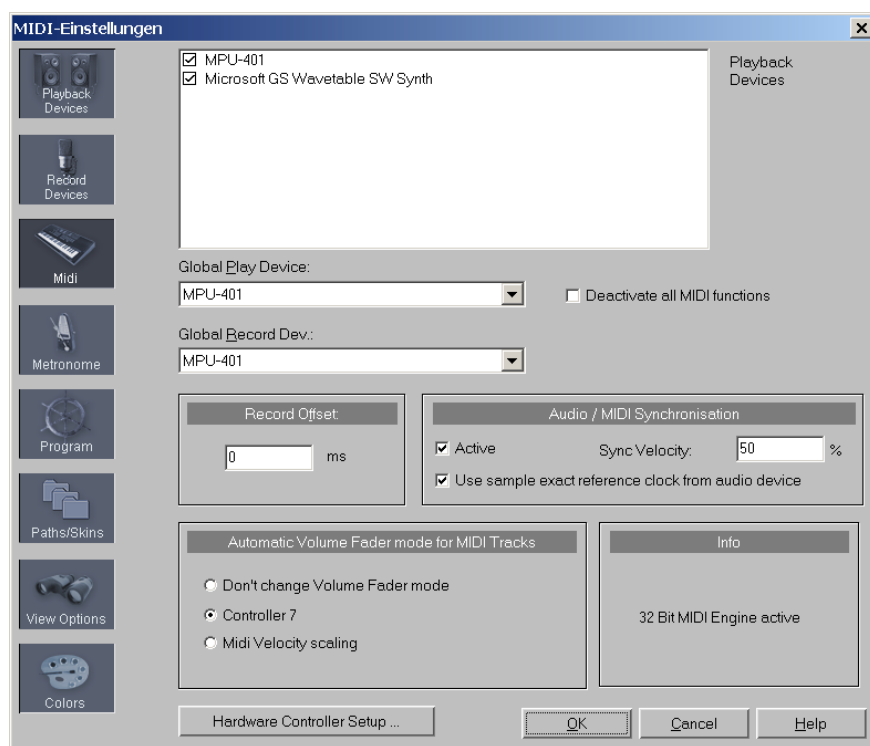 MIDI-Einstellungen
Playback
Devices
Record
Devices
Midi
Metronome
Program
Paths/Skins
View Options
Colors
MPU-401
Microsoft GS Wavetable SW Synth
Playback
Devices
Global Play Device:
MPU-401
Deactivate all MIDI functions
Global Record Dev.:
MPU-401
Record Offset:
0 ms
Audio / MIDI Synchronisation
Active Sync Velocity: 50 %
Use sample exact reference clock from audio device
Automatic Volume Fader mode for MIDI Tracks
Don't change Volume Fader mode
Controller 7
Midi Velocity scaling
Info
32 Bit MIDI Engine active
Hardware Controller Setup ...
OK
Cancel
Help